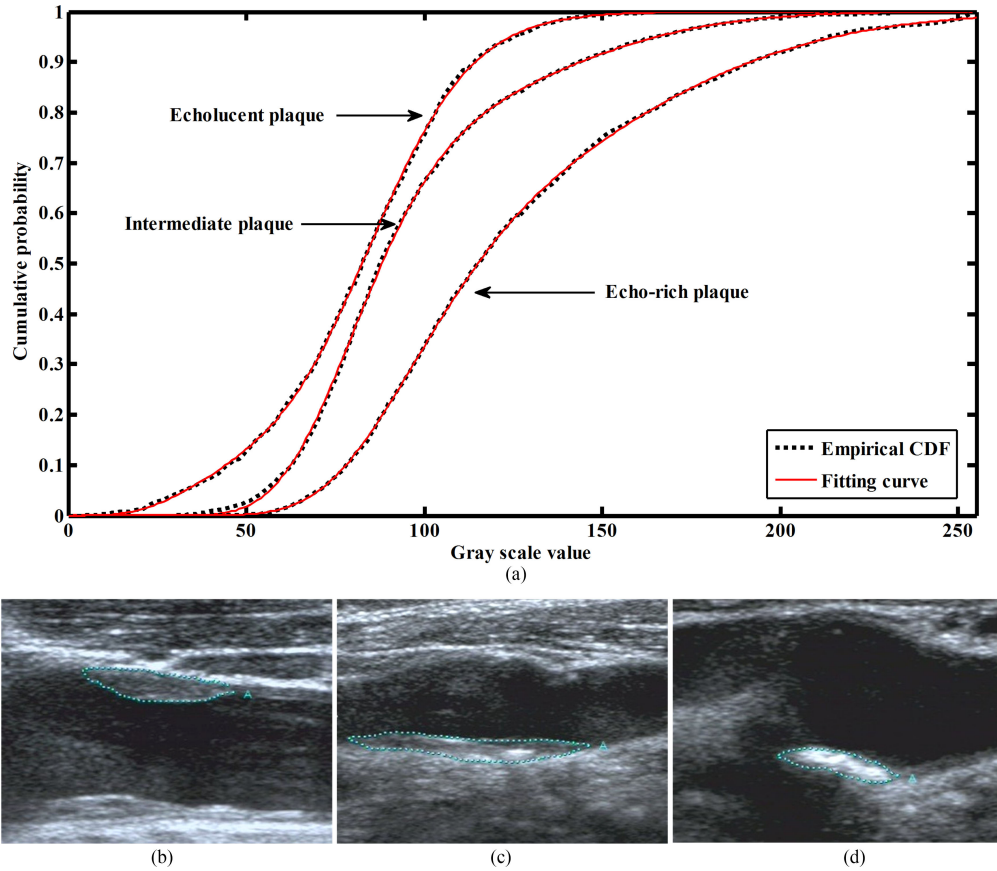 1
0.9
0.8
0.7
0.6
0.5
0.4
0.3
0.2
0.1
0
Cumulative probability
Echolucent plaque
Intermediate plaque
Echo-rich plaque
Empirical CDF
Fitting curve
0 50 100 150 200 250
Gray scale value
(a)
A
A
A
(b) (c) (d)